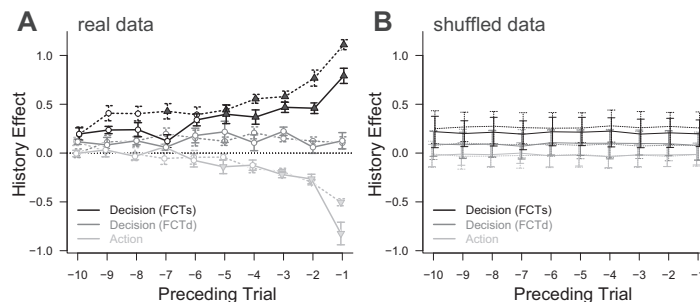 A real data
1.0
0.5
0.0
−0.5
−1.0
History Effect
Decision (FCTs)
Decision (FCTd)
Action
−10 −9 −8 −7 −6 −5 −4 −3 −2 −1
Preceding Trial
B shuffled data
1.0
0.5
0.0
−0.5
−1.0
History Effect
Decision (FCTs)
Decision (FCTd)
Action
−10 −9 −8 −7 −6 −5 −4 −3 −2 −1
Preceding Trial